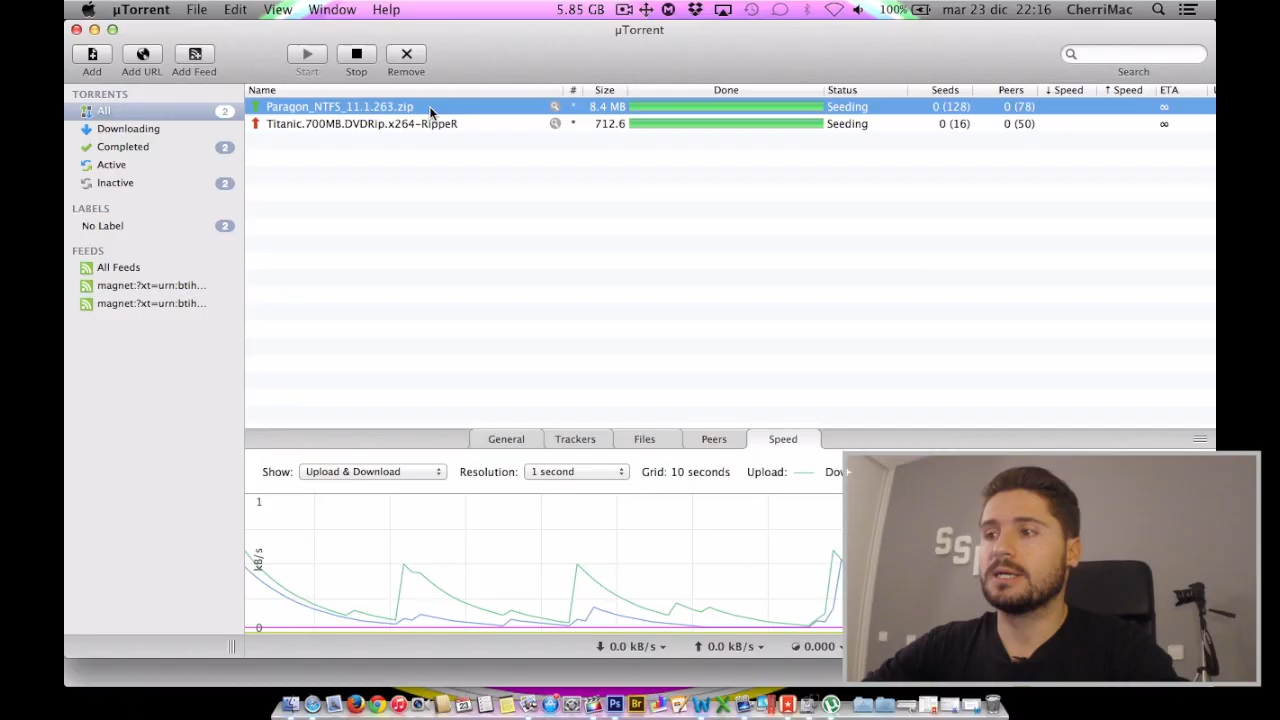 µTorrent File Edit View Window Help 5.85 GB 100% mar 23 dic 22:16 CherriMac
µTorrent
Add Add URL Add Feed Start Stop Remove Search
TORRENTS
All 2
Downloading
Completed 2
Active
Inactive 2
LABELS
No Label 2
FEEDS
All Feeds
magnet:?xt=urn:btih...
magnet:?xt=urn:btih...
Name # Size Done Status Seeds Peers ↓ Speed ↑ Speed ETA
Paragon_NTFS_11.1.263.zip * 8.4 MB Seeding 0 (128) 0 (78) ∞
Titanic.700MB.DVDRip.x264-RippeR * 712.6 Seeding 0 (16) 0 (50) ∞
General Trackers Files Peers Speed
Show: Upload & Download Resolution: 1 second Grid: 10 seconds Upload: Dow
1
kB/s
0
0.0 kB/s 0.0 kB/s 0.000